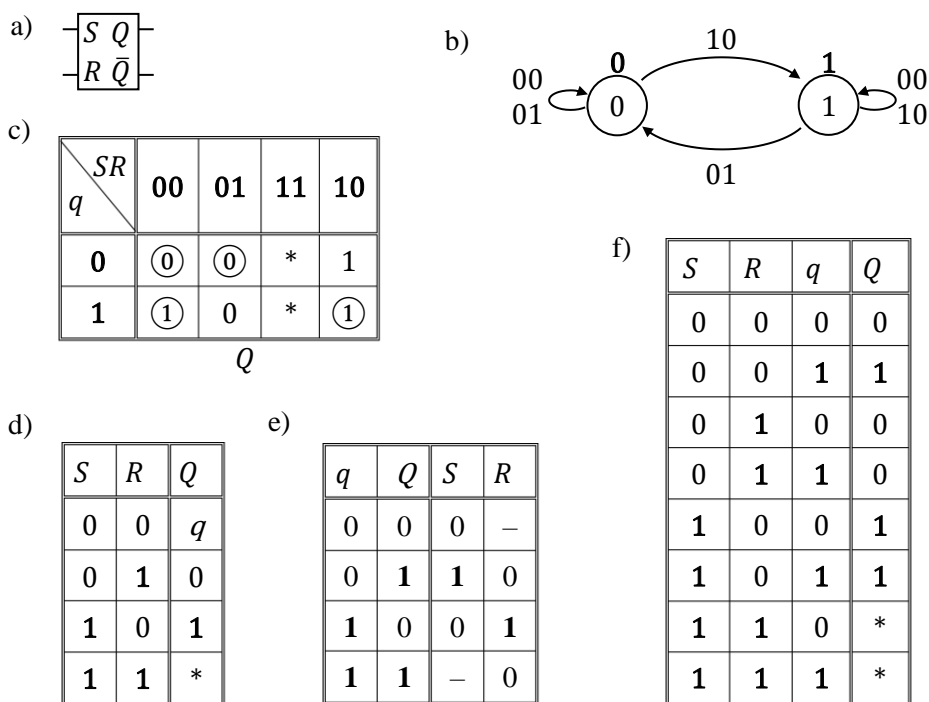 a)
S Q
R Q̄
b)
10
0 1
00 00
01 0 1 10
01
c)
SR
q 00 01 11 10
0 0 0 * 1
1 1 0 * 1
Q
d)
S R Q
0 0 q
0 1 0
1 0 1
1 1 *
e)
q Q S R
0 0 0 –
0 1 1 0
1 0 0 1
1 1 – 0
f)
S R q Q
0 0 0 0
0 0 1 1
0 1 0 0
0 1 1 0
1 0 0 1
1 0 1 1
1 1 0 *
1 1 1 *